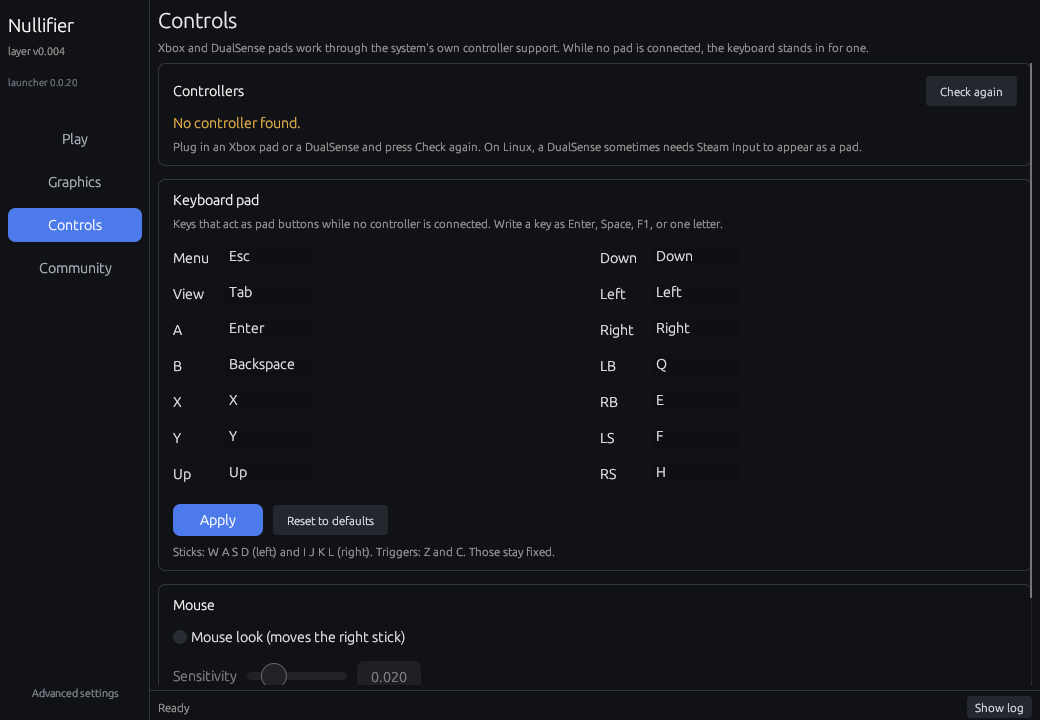 Nullifier
layer v0.004
launcher 0.0.20
Play
Graphics
Controls
Community
Advanced settings
Controls
Xbox and DualSense pads work through the system's own controller support. While no pad is connected, the keyboard stands in for one.
Controllers
Check again
No controller found.
Plug in an Xbox pad or a DualSense and press Check again. On Linux, a DualSense sometimes needs Steam Input to appear as a pad.
Keyboard pad
Keys that act as pad buttons while no controller is connected. Write a key as Enter, Space, F1, or one letter.
Menu Esc
View Tab
A Enter
B Backspace
X X
Y Y
Up Up
Down Down
Left Left
Right Right
LB Q
RB E
LS F
RS H
Apply
Reset to defaults
Sticks: W A S D (left) and I J K L (right). Triggers: Z and C. Those stay fixed.
Mouse
Mouse look (moves the right stick)
Sensitivity 0.020
Ready
Show log